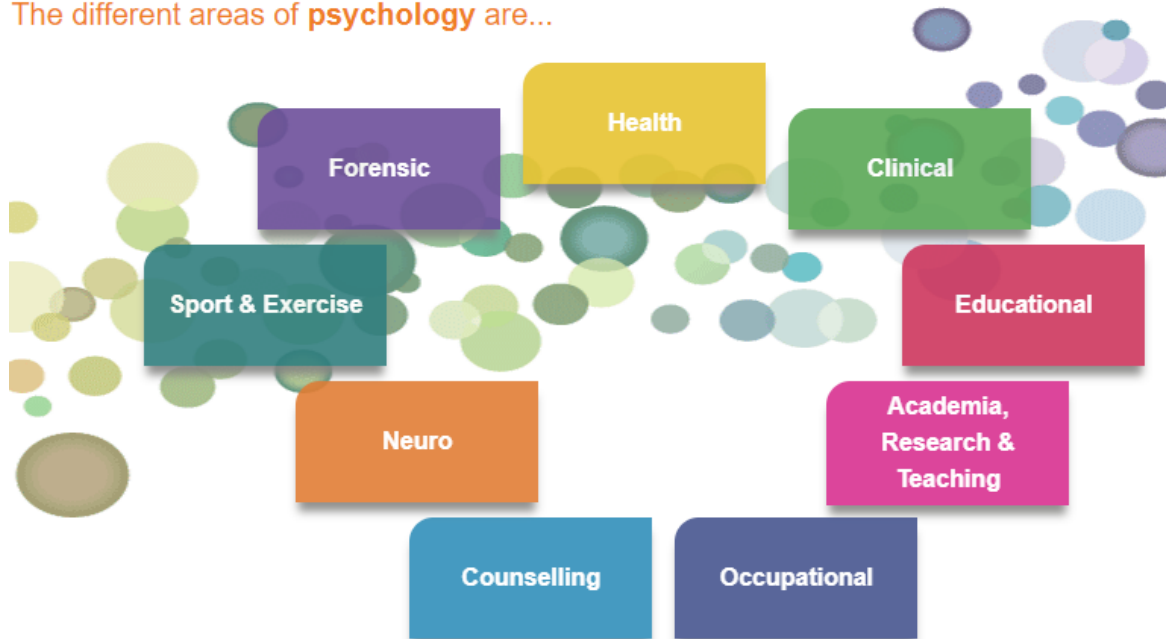 The different areas of psychology are...
Health
Forensic
Clinical
Sport & Exercise
Educational
Neuro
Academia,
Research &
Teaching
Counselling
Occupational